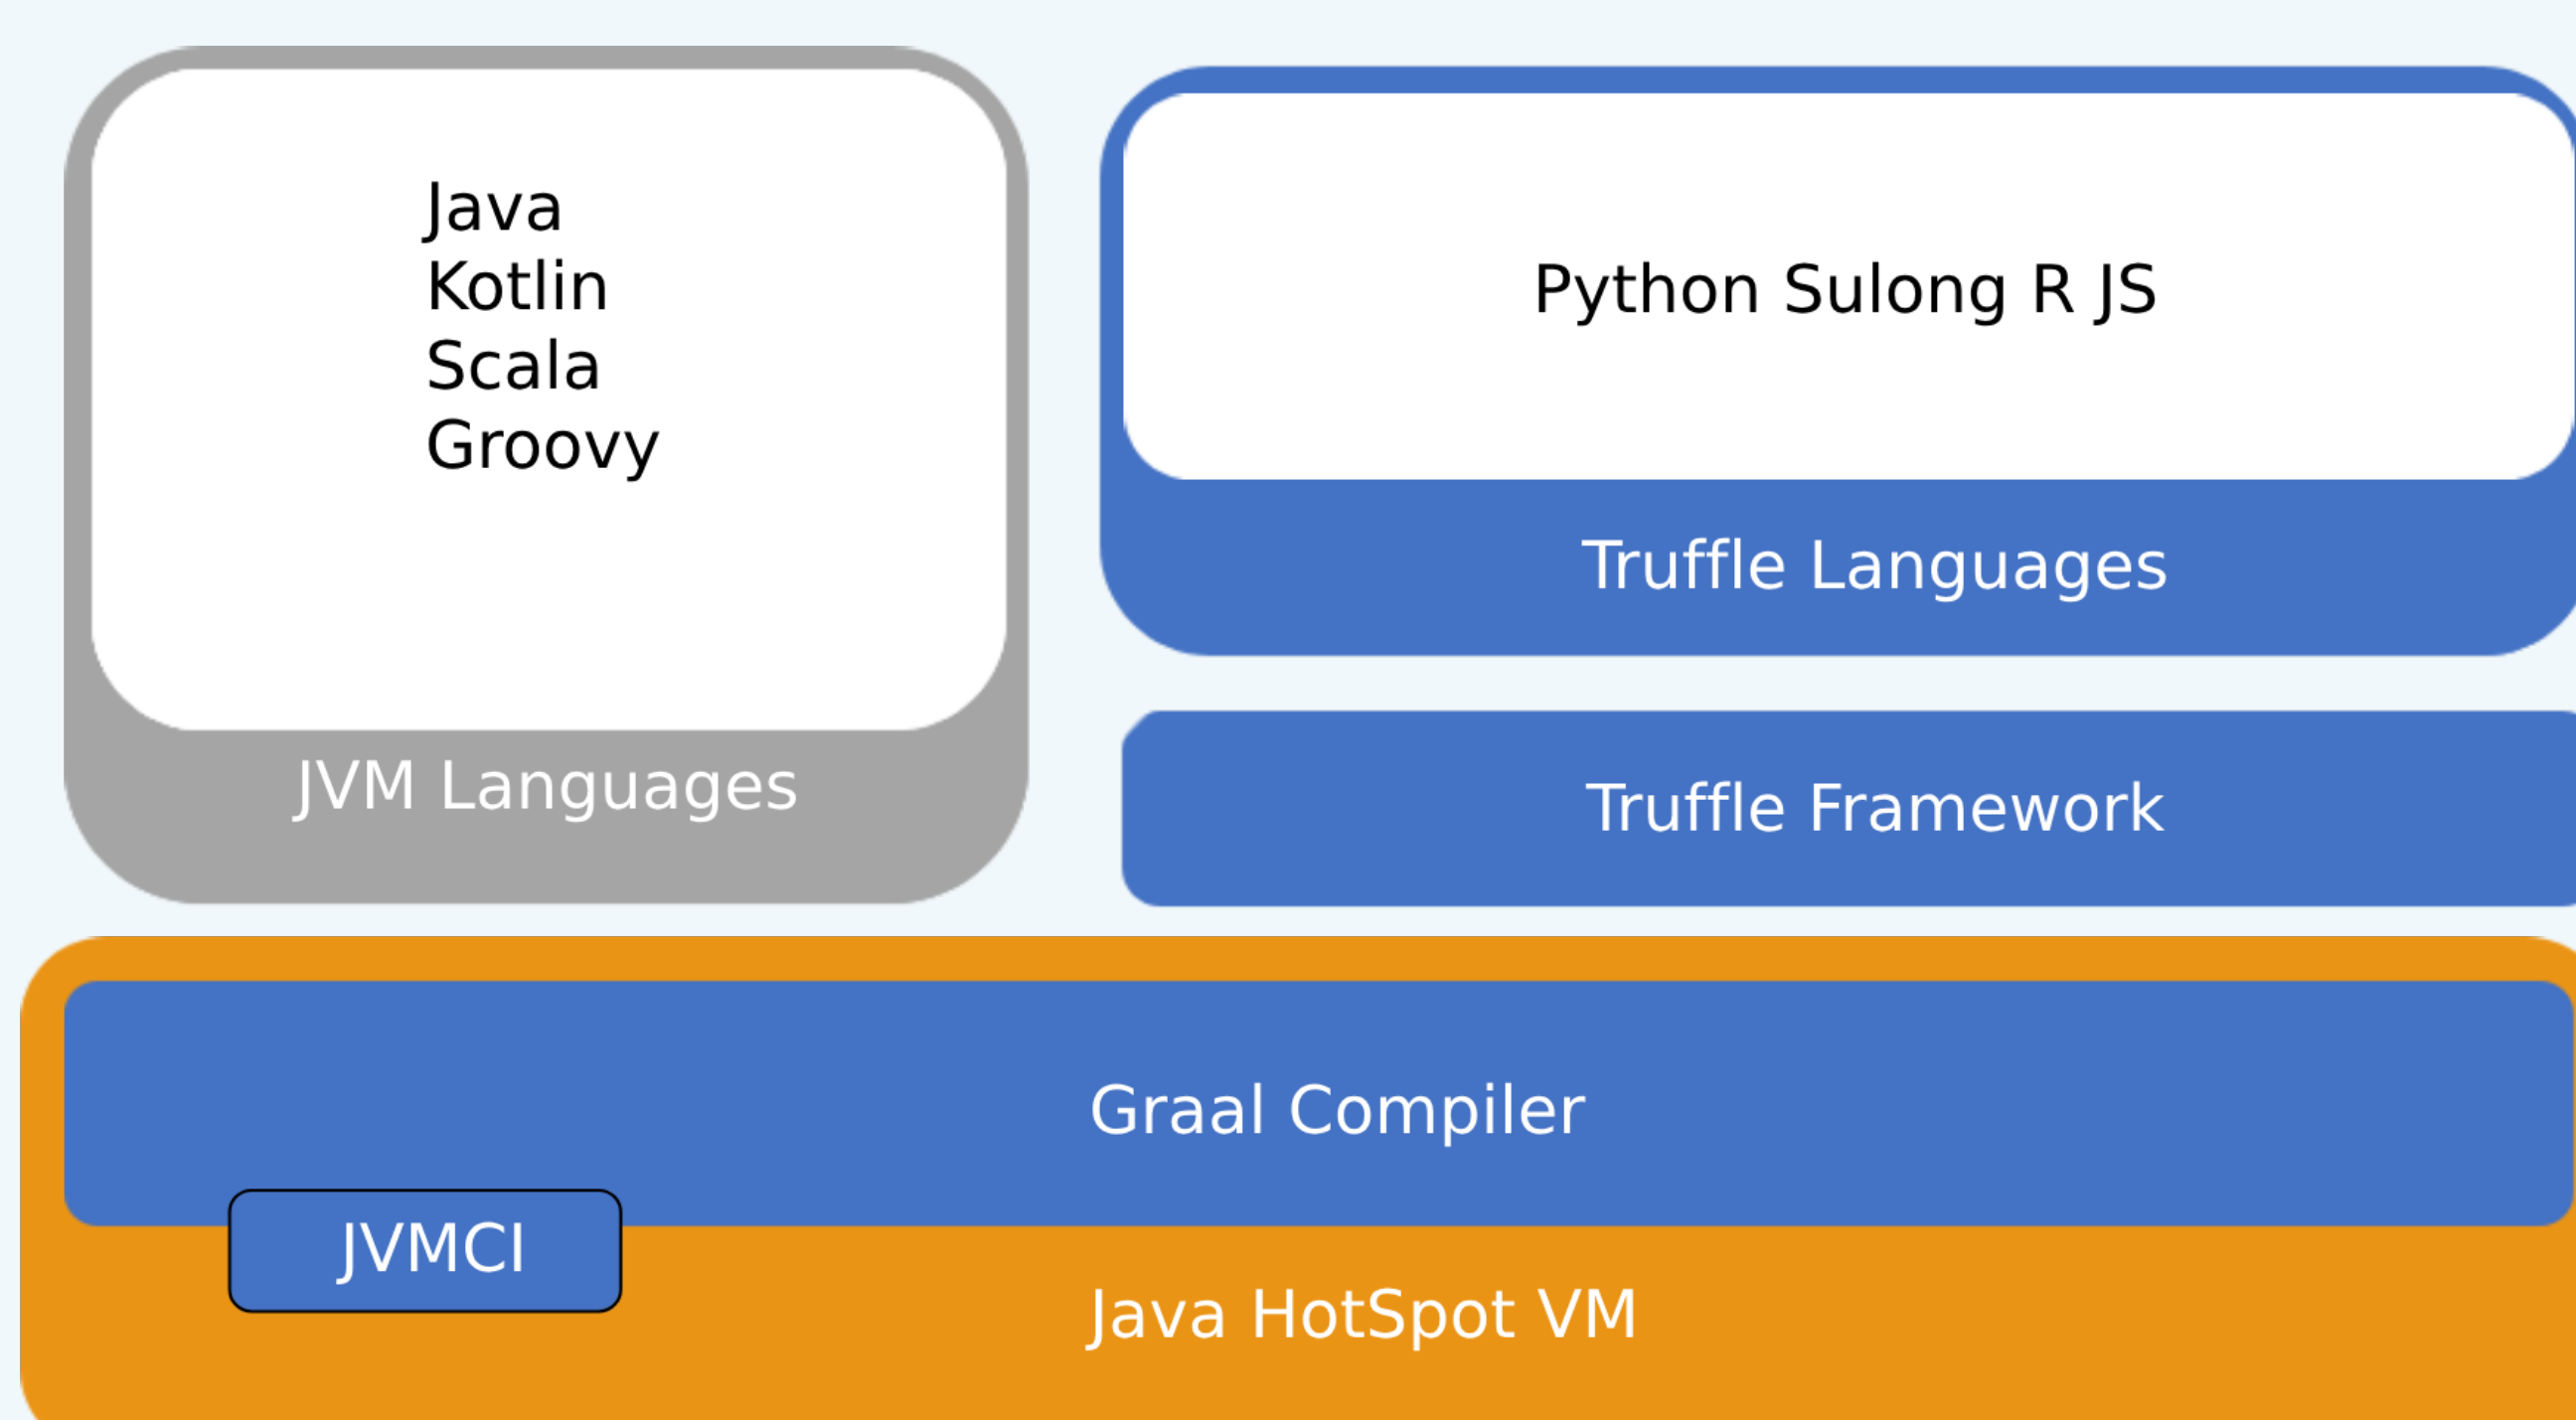 Java
Kotlin
Scala
Groovy
JVM Languages
Python Sulong R JS
Truffle Languages
Truffle Framework
Graal Compiler
JVMCI
Java HotSpot VM